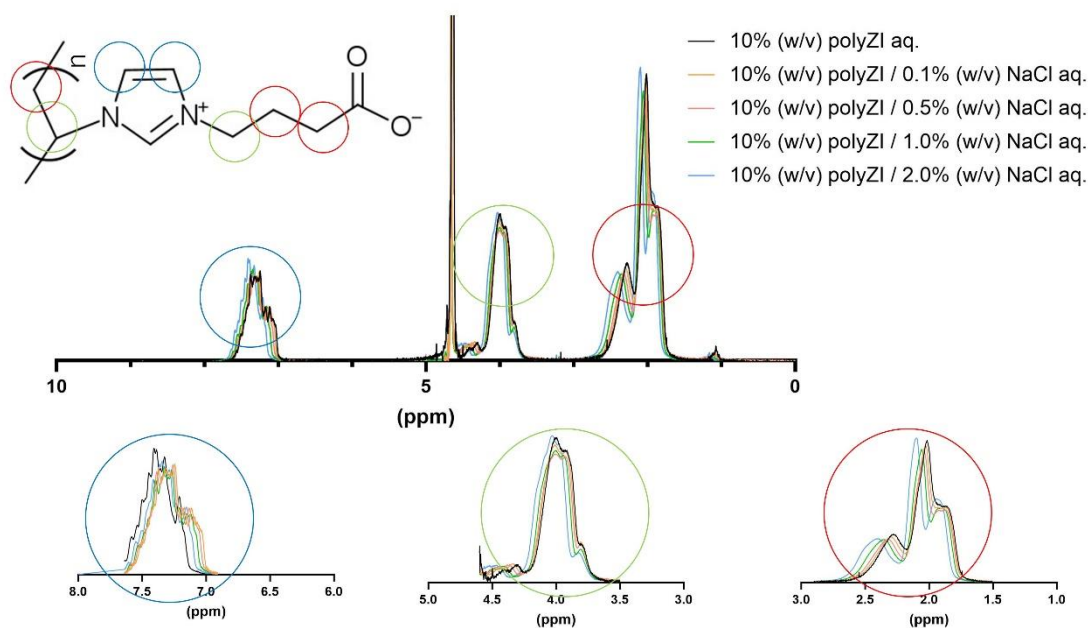 n
N
N
+
O
O⁻
10% (w/v) polyZI aq.
10% (w/v) polyZI / 0.1% (w/v) NaCl aq.
10% (w/v) polyZI / 0.5% (w/v) NaCl aq.
10% (w/v) polyZI / 1.0% (w/v) NaCl aq.
10% (w/v) polyZI / 2.0% (w/v) NaCl aq.
10 5 0
(ppm)
8.0 7.5 7.0 6.5 6.0
(ppm)
5.0 4.5 4.0 3.5 3.0
(ppm)
3.0 2.5 2.0 1.5 1.0
(ppm)